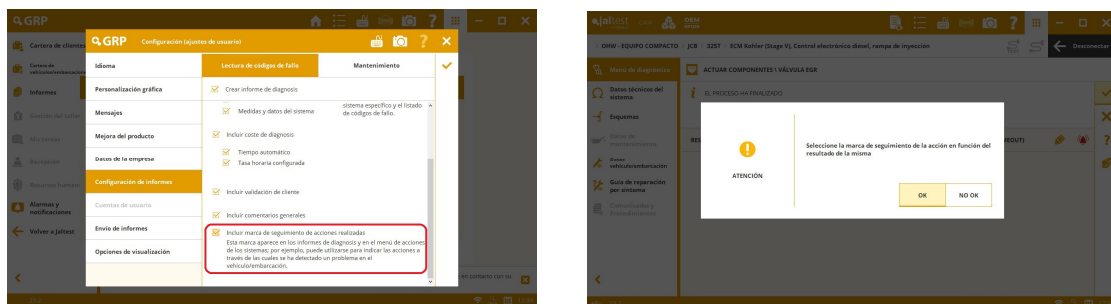 GRP
Cartera de clientes
Cartera de
vehículo/embarcación
Informes
Gestión del taller
Recursos humanos
Alarmas y
notificaciones
Volver a Jaltest
GRP Configuración (ajustes de usuario)
Idioma
Personalización gráfica
Mensajes
Mejora del producto
Datos de la empresa
Configuración de informes
Cuentas de usuario
Envío de informes
Opciones de visualización
Lectura de códigos de fallo
Mantenimiento
Crear informe de diagnosis
Medidas y datos del sistema
sistema específico y el listado
de códigos de fallo.
Incluir coste de diagnosis
Tiempo automático
Tasa horaria configurada
Incluir validación de cliente
Incluir comentarios generales
Incluir marca de seguimiento de acciones realizadas
Esta marca aparece en los informes de diagnosis y en el menú de acciones
de los sistemas; por ejemplo, puede utilizarse para indicar las acciones a
través de las cuales se ha detectado un problema en el
vehículo/embarcación.
en contacto con su
jaltest OHW OEM
OHW - EQUIPO COMPACTO JCB 325T ECM Kohler (Stage V), Control electrónico diésel, rampa de inyección
Desconectar
Menú de diagnóstico
ACTUAR COMPONENTES \ VÁLVULA EGR
Datos técnicos del
sistema
EL PROCESO HA FINALIZADO
Esquemas
Datos de
mantenimiento
vehículo/embarcación
Guía de reparación
por síntoma
Comunicados y
Procedimientos
ATENCIÓN
Seleccione la marca de seguimiento de la acción en función del
resultado de la misma
OK
NO OK